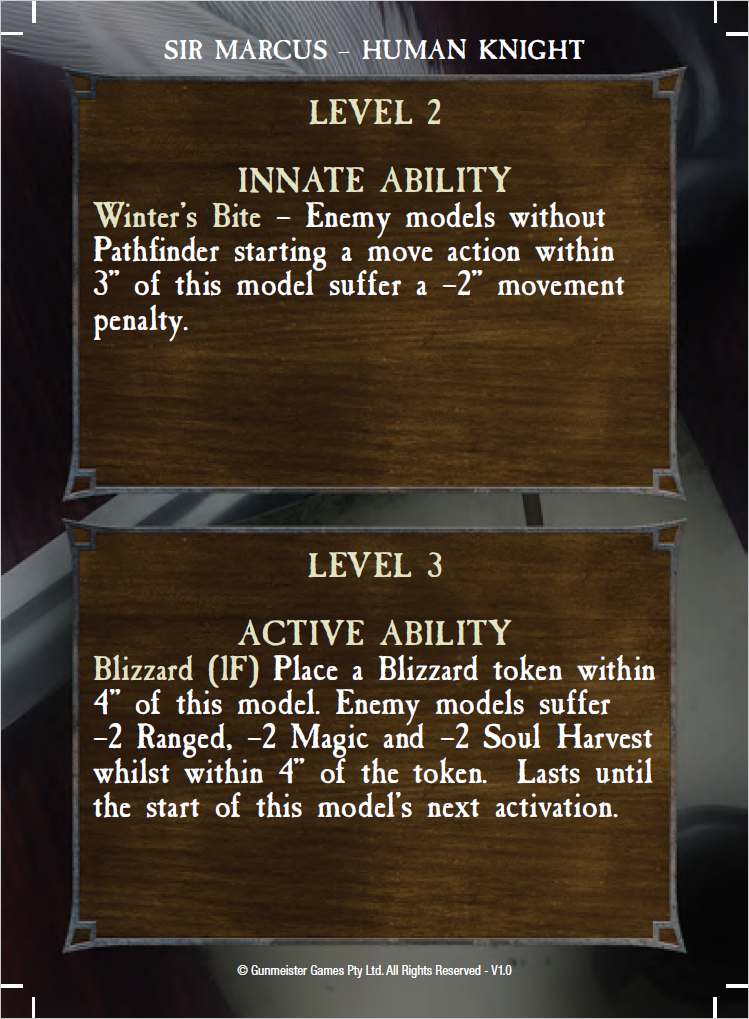 SIR MARCUS – HUMAN KNIGHT
LEVEL 2
INNATE ABILITY
Winter's Bite – Enemy models without
Pathfinder starting a move action within
3" of this model suffer a –2" movement
penalty.
LEVEL 3
ACTIVE ABILITY
Blizzard (1F) Place a Blizzard token within
4" of this model. Enemy models suffer
–2 Ranged, –2 Magic and –2 Soul Harvest
whilst within 4" of the token. Lasts until
the start of this model's next activation.
© Gunmeister Games Pty Ltd. All Rights Reserved - V1.0